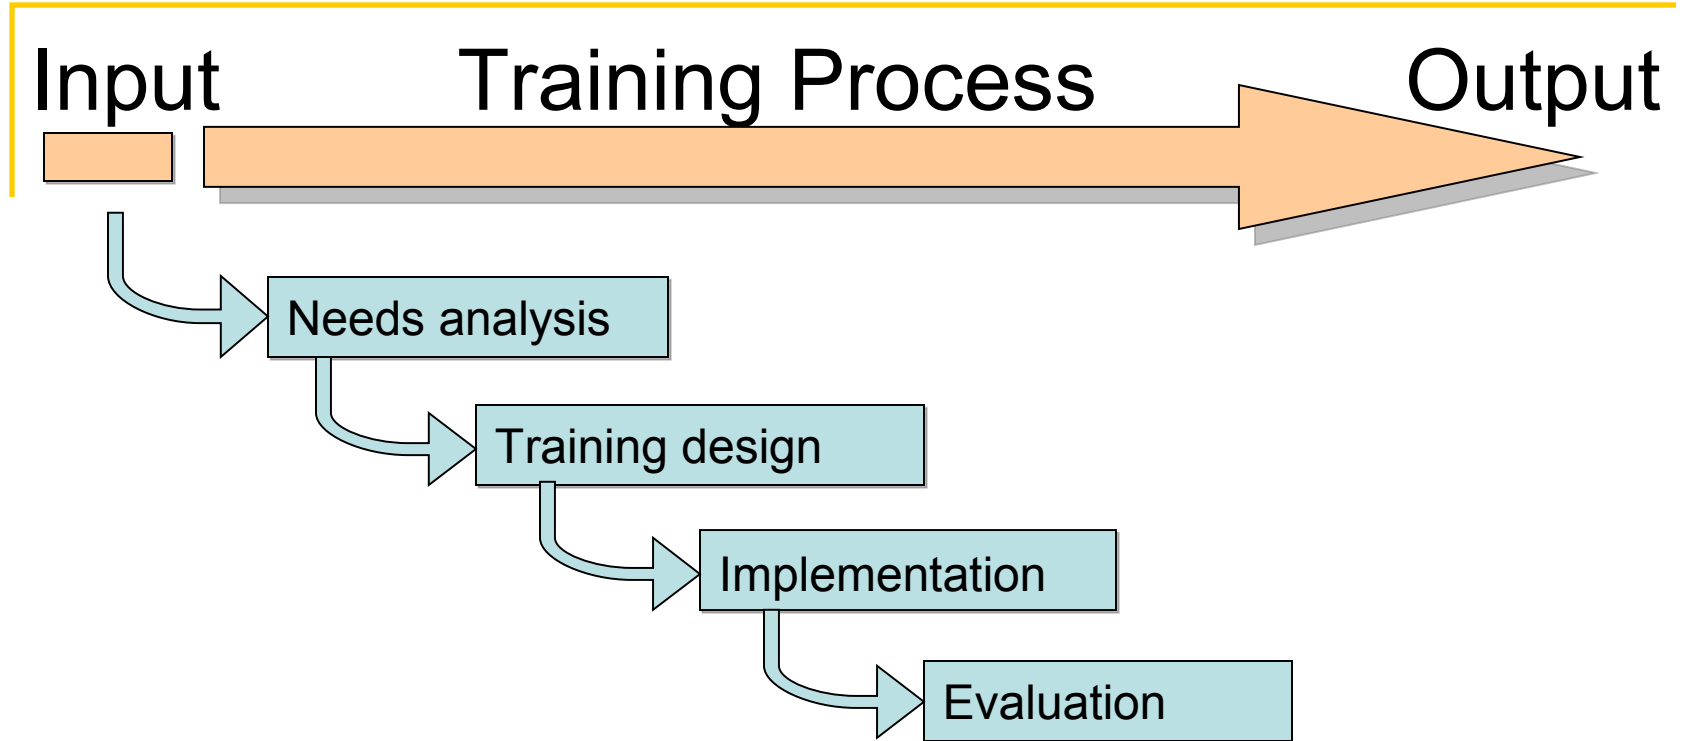 Input Training Process Output
Needs analysis
Training design
Implementation
Evaluation